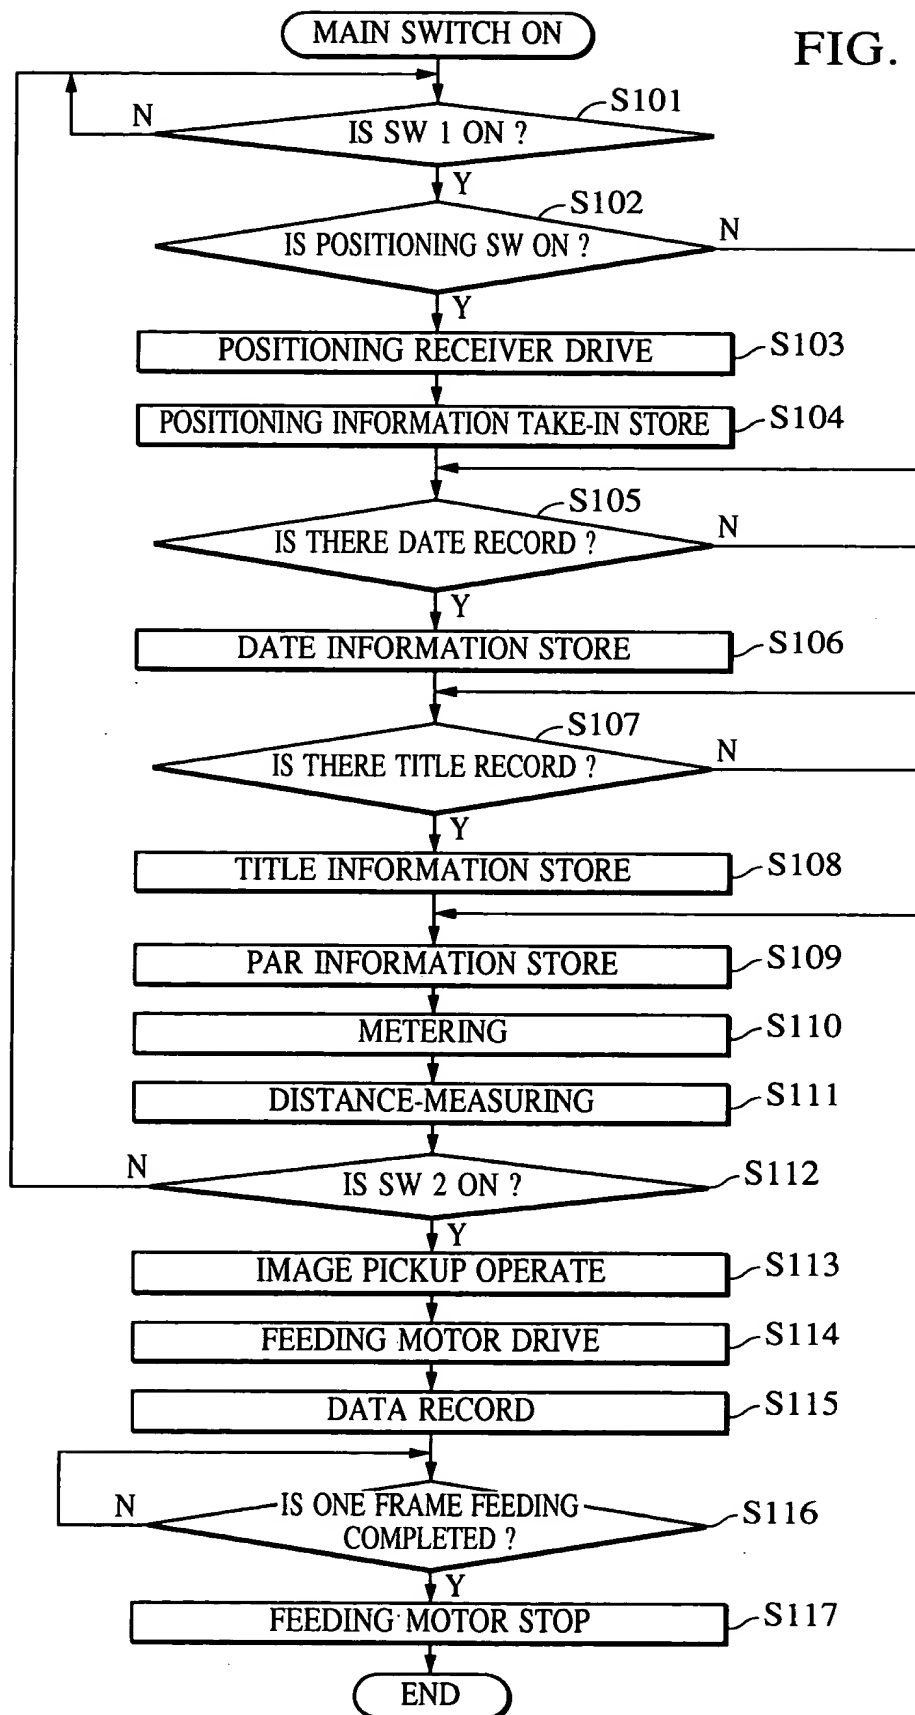 MAIN SWITCH ON
FIG.
S101
N
IS SW 1 ON ?
Y
S102
IS POSITIONING SW ON ?
N
Y
POSITIONING RECEIVER DRIVE
S103
POSITIONING INFORMATION TAKE-IN STORE
S104
S105
IS THERE DATE RECORD ?
N
Y
DATE INFORMATION STORE
S106
S107
IS THERE TITLE RECORD ?
N
Y
TITLE INFORMATION STORE
S108
PAR INFORMATION STORE
S109
METERING
S110
DISTANCE-MEASURING
S111
N
IS SW 2 ON ?
S112
Y
IMAGE PICKUP OPERATE
S113
FEEDING MOTOR DRIVE
S114
DATA RECORD
S115
N
IS ONE FRAME FEEDING
COMPLETED ?
S116
Y
FEEDING MOTOR STOP
S117
END